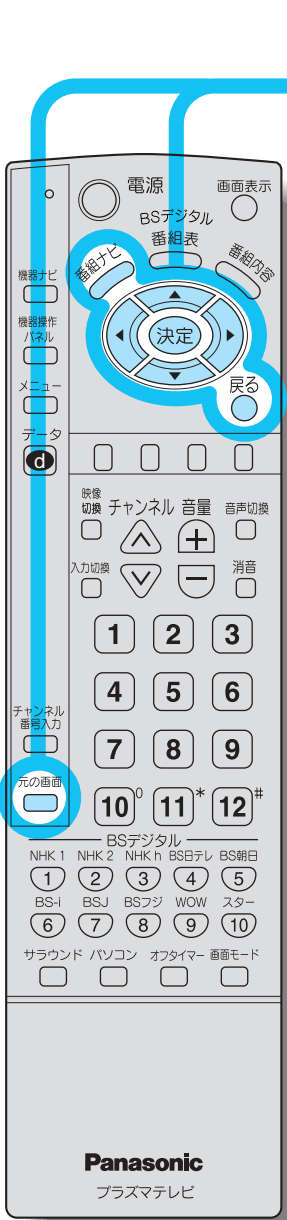 電源
画面表示
BSデジタル
番組表
番組ナビ
番組内容
機器ナビ
決定
機器操作
パネル
メニュー
戻る
データ
d
映像
切換
チャンネル
音量
音声切換
+
入力切換
消音
−
1 2 3
4 5 6
7 8 9
チャンネル
番号入力
元の画面
10 0 11 * 12 #
BSデジタル
NHK 1 NHK 2 NHK h BS日テレ BS朝日
1 2 3 4 5
BS-i BSJ BSフジ WOW スター
6 7 8 9 10
サラウンド パソコン オフタイマー 画面モード
Panasonic
プラズマテレビ